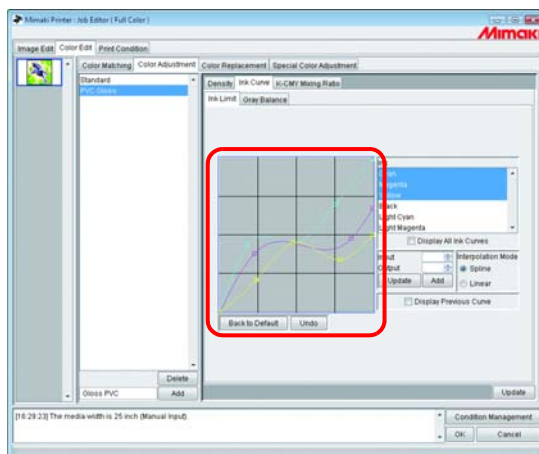 Mimaki Printer : Job Editor ( Full Color )
Mimaki
Image Edit Color Edit Print Condition
Color Matching Color Adjustment Color Replacement Special Color Adjustment
Standard
PVC Gloss
Density Ink Curve K-CMY Mixing Ratio
Ink Limit Gray Balance
Cyan
Magenta
Yellow
Black
Light Cyan
Light Magenta
Display All Ink Curves
Input
Output
Interpolation Mode
Spline
Linear
Update Add
Display Previous Curve
Back to Default Undo
Delete
Gloss PVC Add
Update
[16:29:23] The media width is 25 inch (Manual Input).
Condition Management
OK Cancel